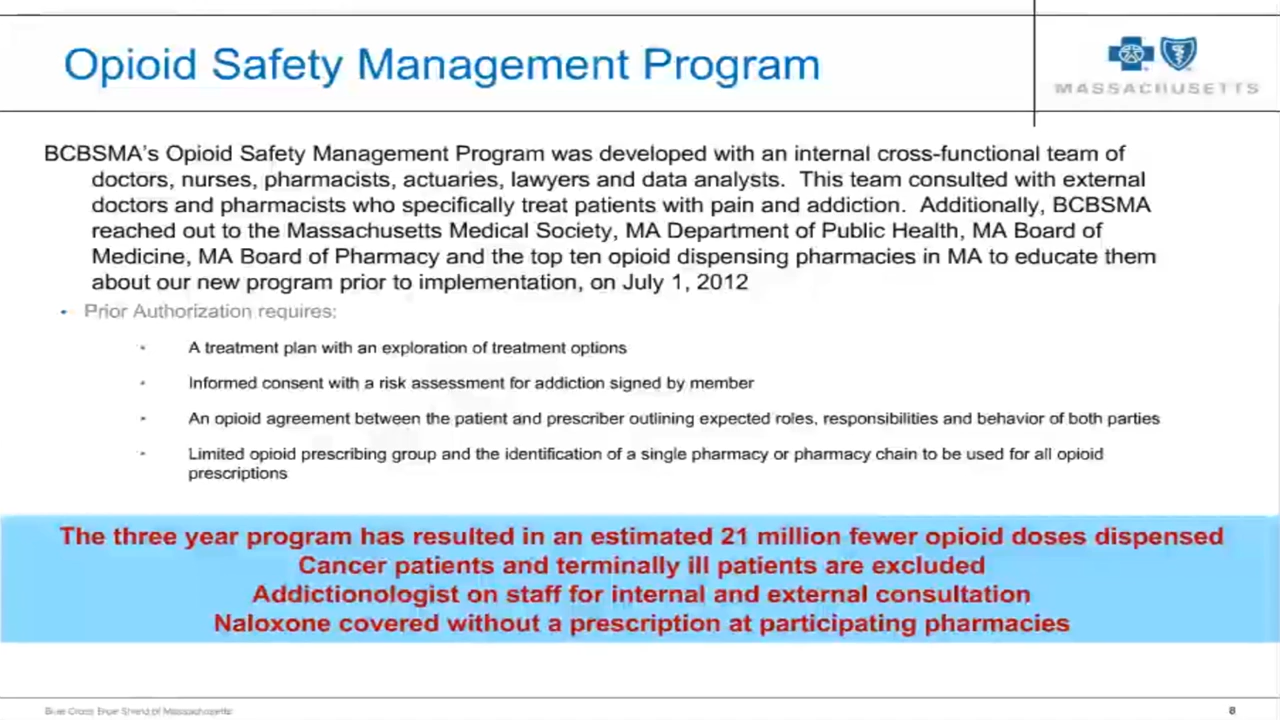 Opioid Safety Management Program
MASSACHUSETTS
BCBSMA's Opioid Safety Management Program was developed with an internal cross-functional team of
doctors, nurses, pharmacists, actuaries, lawyers and data analysts. This team consulted with external
doctors and pharmacists who specifically treat patients with pain and addiction. Additionally, BCBSMA
reached out to the Massachusetts Medical Society, MA Department of Public Health, MA Board of
Medicine, MA Board of Pharmacy and the top ten opioid dispensing pharmacies in MA to educate them
about our new program prior to implementation, on July 1, 2012
• Prior Authorization requires:
• A treatment plan with an exploration of treatment options
• Informed consent with a risk assessment for addiction signed by member
• An opioid agreement between the patient and prescriber outlining expected roles, responsibilities and behavior of both parties
• Limited opioid prescribing group and the identification of a single pharmacy or pharmacy chain to be used for all opioid
prescriptions
The three year program has resulted in an estimated 21 million fewer opioid doses dispensed
Cancer patients and terminally ill patients are excluded
Addictionologist on staff for internal and external consultation
Naloxone covered without a prescription at participating pharmacies
Blue Cross Blue Shield of Massachusetts
8